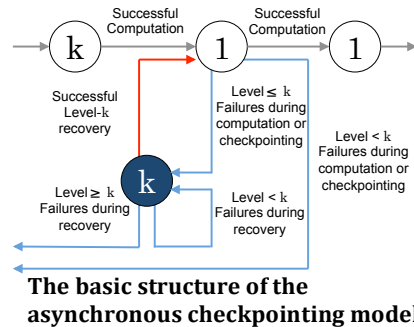 Successful
Computation
Successful
Computation
k
1
1
Successful
Level-k
recovery
Level ≤ k
Failures during
computation or
checkpointing
Level < k
Failures during
computation
or checkpointing
k
Level ≥ k
Failures during
recovery
Level < k
Failures during
recovery
The basic structure of the
asynchronous checkpointing model